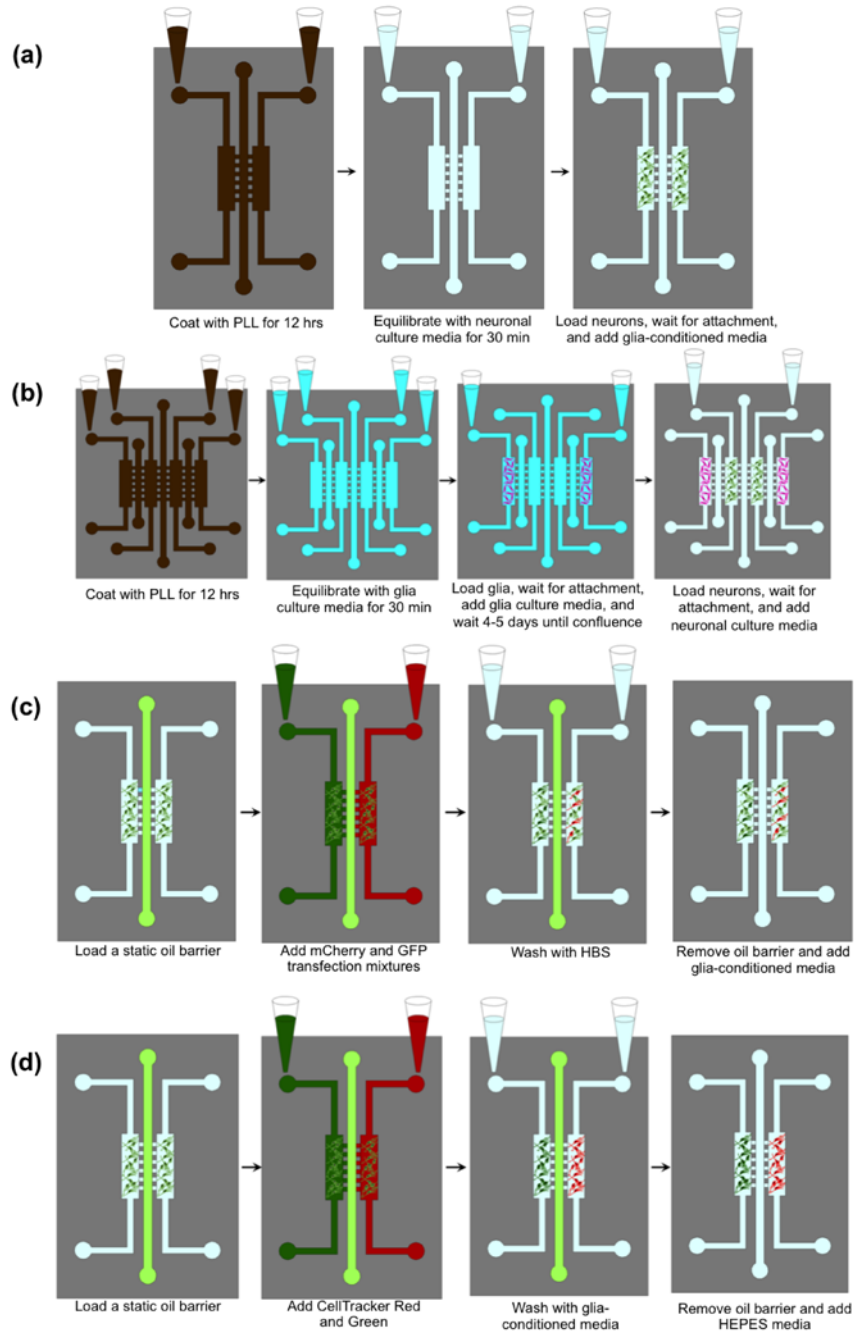 (a)
Coat with PLL for 12 hrs
Equilibrate with neuronal
culture media for 30 min
Load neurons, wait for attachment,
and add glia-conditioned media
(b)
Coat with PLL for 12 hrs
Equilibrate with glia
culture media for 30 min
Load glia, wait for attachment,
add glia culture media, and
wait 4-5 days until confluence
Load neurons, wait for
attachment, and add
neuronal culture media
(c)
Load a static oil barrier
Add mCherry and GFP
transfection mixtures
Wash with HBS
Remove oil barrier and add
glia-conditioned media
(d)
Load a static oil barrier
Add CellTracker Red
and Green
Wash with glia-
conditioned media
Remove oil barrier and add
HEPES media